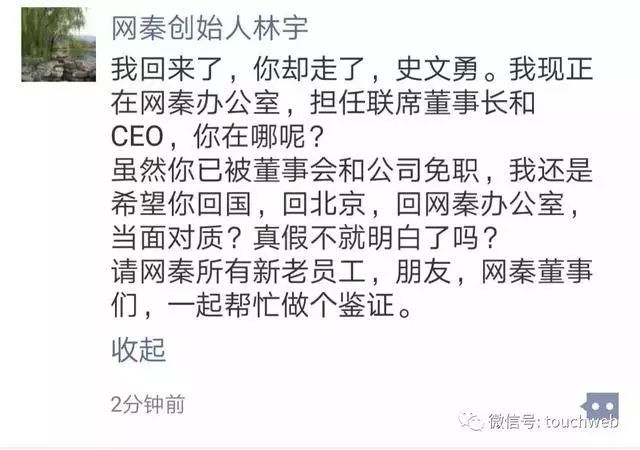 网秦创始人林宇
我回来了，你却走了，史文勇。我现正
在网秦办公室，担任联席董事长和
CEO，你在哪呢？
虽然你已被董事会和公司免职，我还是
希望你回国，回北京，回网秦办公室，
当面对质？真假不就明白了吗？
请网秦所有新老员工，朋友，网秦董事
们，一起帮忙做个鉴证。
收起
2分钟前
微信号: touchweb